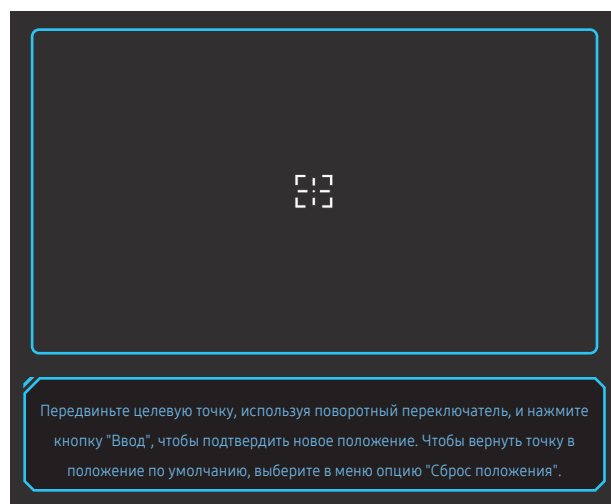 Передвиньте целевую точку, используя поворотный переключатель, и нажмите
кнопку "Ввод", чтобы подтвердить новое положение. Чтобы вернуть точку в
положение по умолчанию, выберите в меню опцию "Сброс положения".